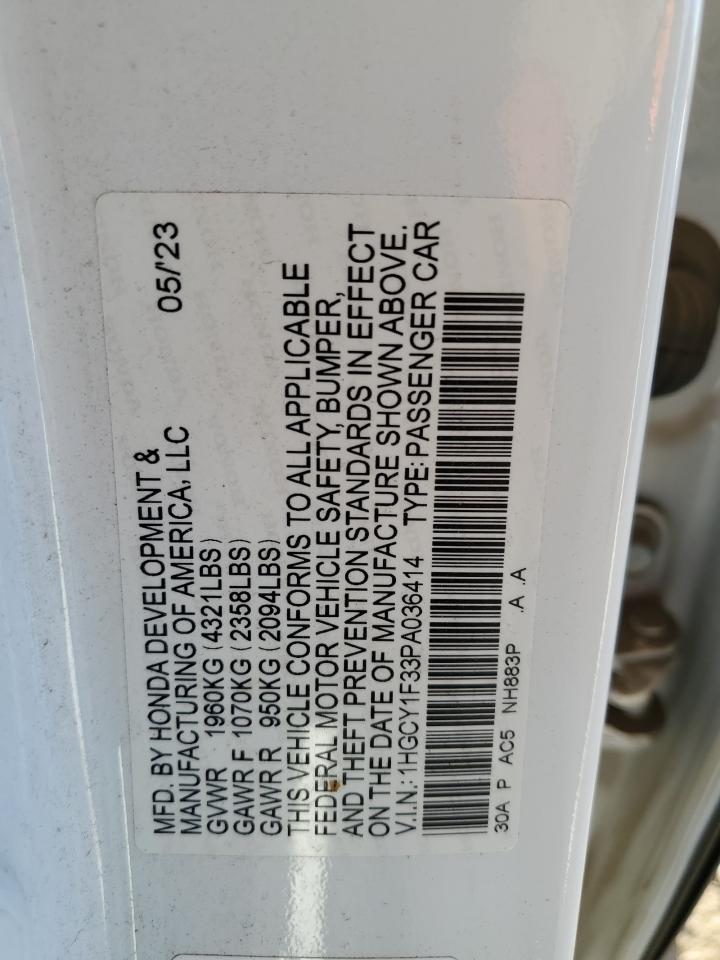 MFD. BY HONDA DEVELOPMENT & 05/'23
MANUFACTURING OF AMERICA, LLC
GVWR 1960KG (4321LBS)
GAWR F 1070KG (2358LBS)
GAWR R 950KG (2094LBS)
THIS VEHICLE CONFORMS TO ALL APPLICABLE
FEDERAL MOTOR VEHICLE SAFETY, BUMPER,
AND THEFT PREVENTION STANDARDS IN EFFECT
ON THE DATE OF MANUFACTURE SHOWN ABOVE.
V.I.N.: 1HGCY1F33PA036414 TYPE: PASSENGER CAR
30A P AC5 NH883P .A .A